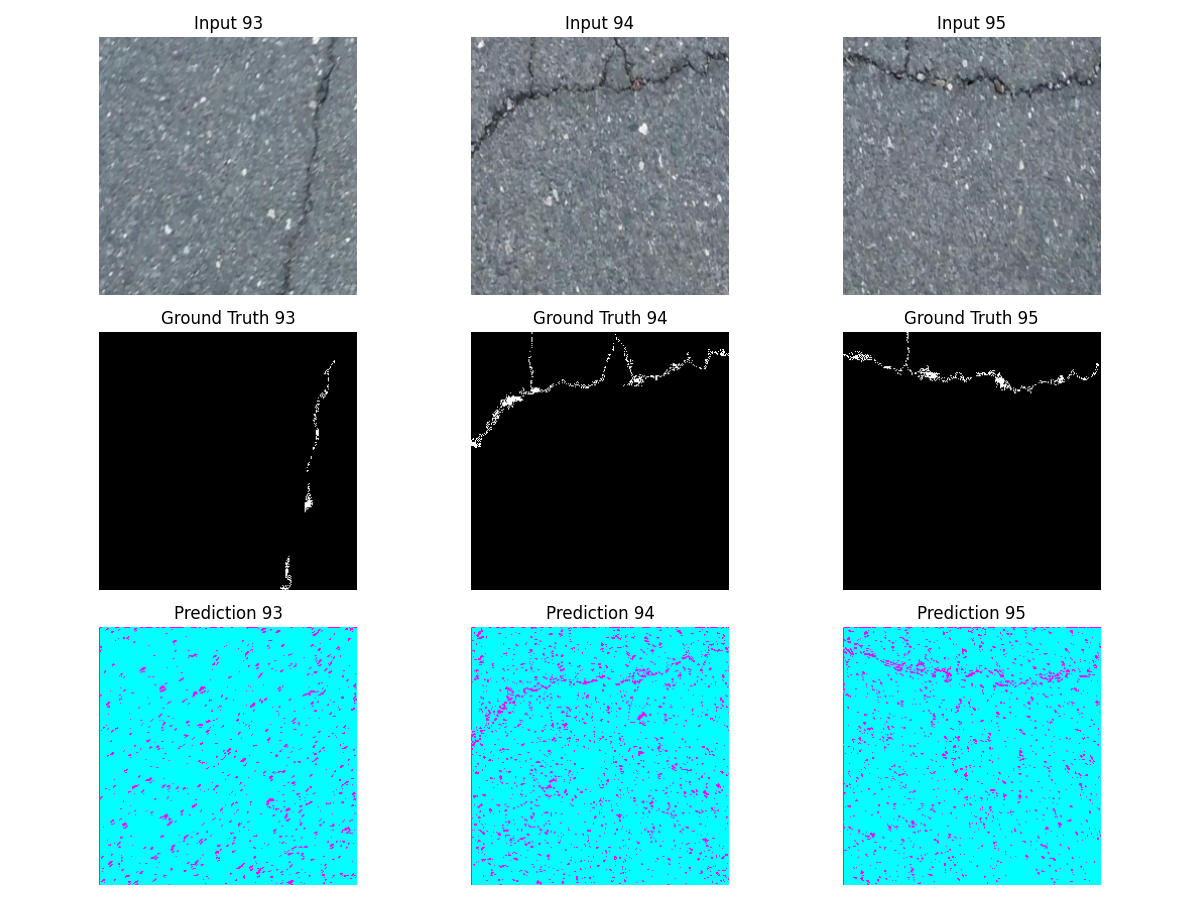 Input 93
Input 94
Input 95
Ground Truth 93
Ground Truth 94
Ground Truth 95
Prediction 93
Prediction 94
Prediction 95